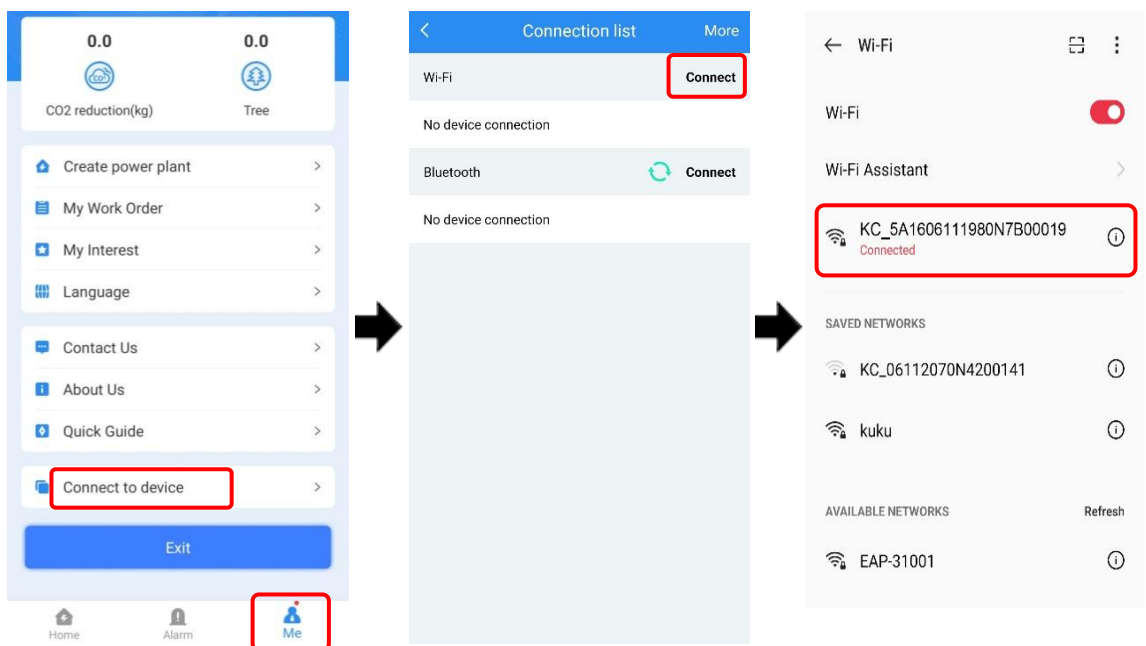 0.0 0.0
CO2 reduction(kg) Tree
Create power plant
My Work Order
My Interest
Language
Contact Us
About Us
Quick Guide
Connect to device
Exit
Home Alarm Me
Connection list More
Wi-Fi Connect
No device connection
Bluetooth Connect
No device connection
Wi-Fi
Wi-Fi
Wi-Fi Assistant
KC_5A1606111980N7B00019
Connected
SAVED NETWORKS
KC_06112070N4200141
kuku
AVAILABLE NETWORKS Refresh
EAP-31001